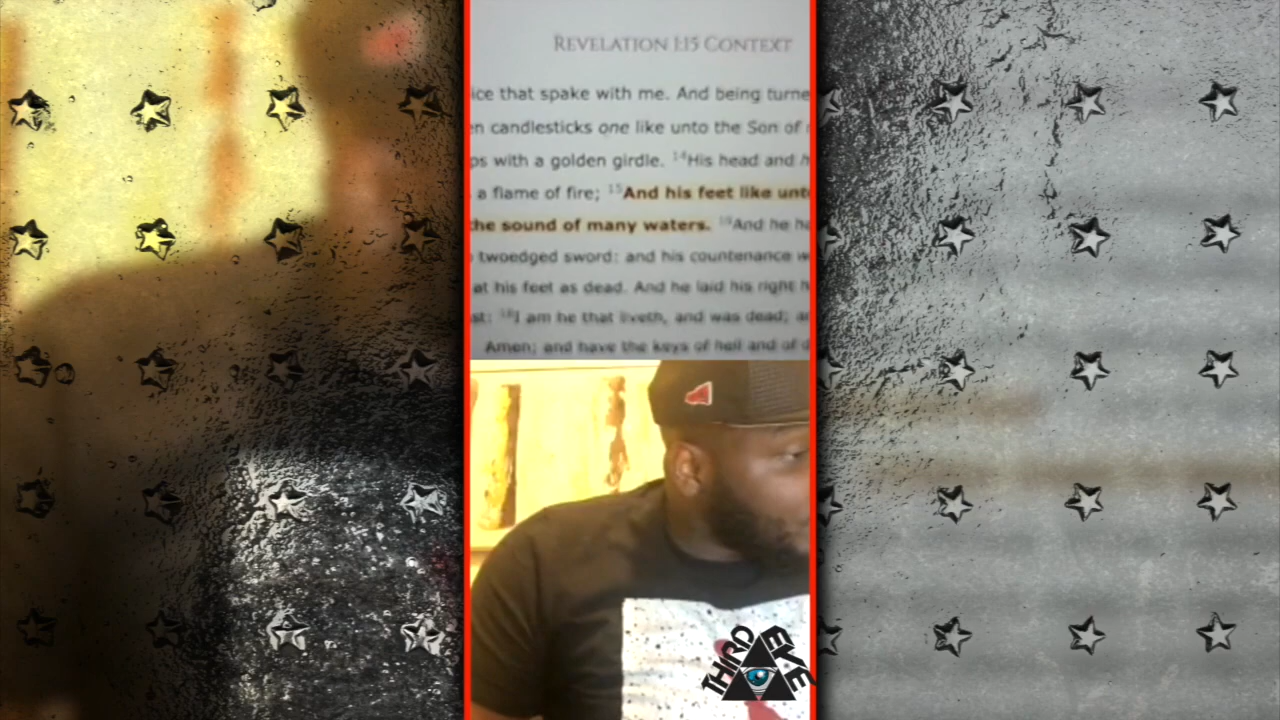 REVELATION 1:15 CONTEXT
ice that spake with me. And being turne
n candlesticks one like unto the Son of
ps with a golden girdle. 14His head and h
a flame of fire; 15And his feet like unto
the sound of many waters. 16And he ha
twoedged sword: and his countenance w
at his feet as dead. And he laid his right h
st: 18I am he that liveth, and was dead; an
Amen; and have the keys of hell and of d
THIRD EYE